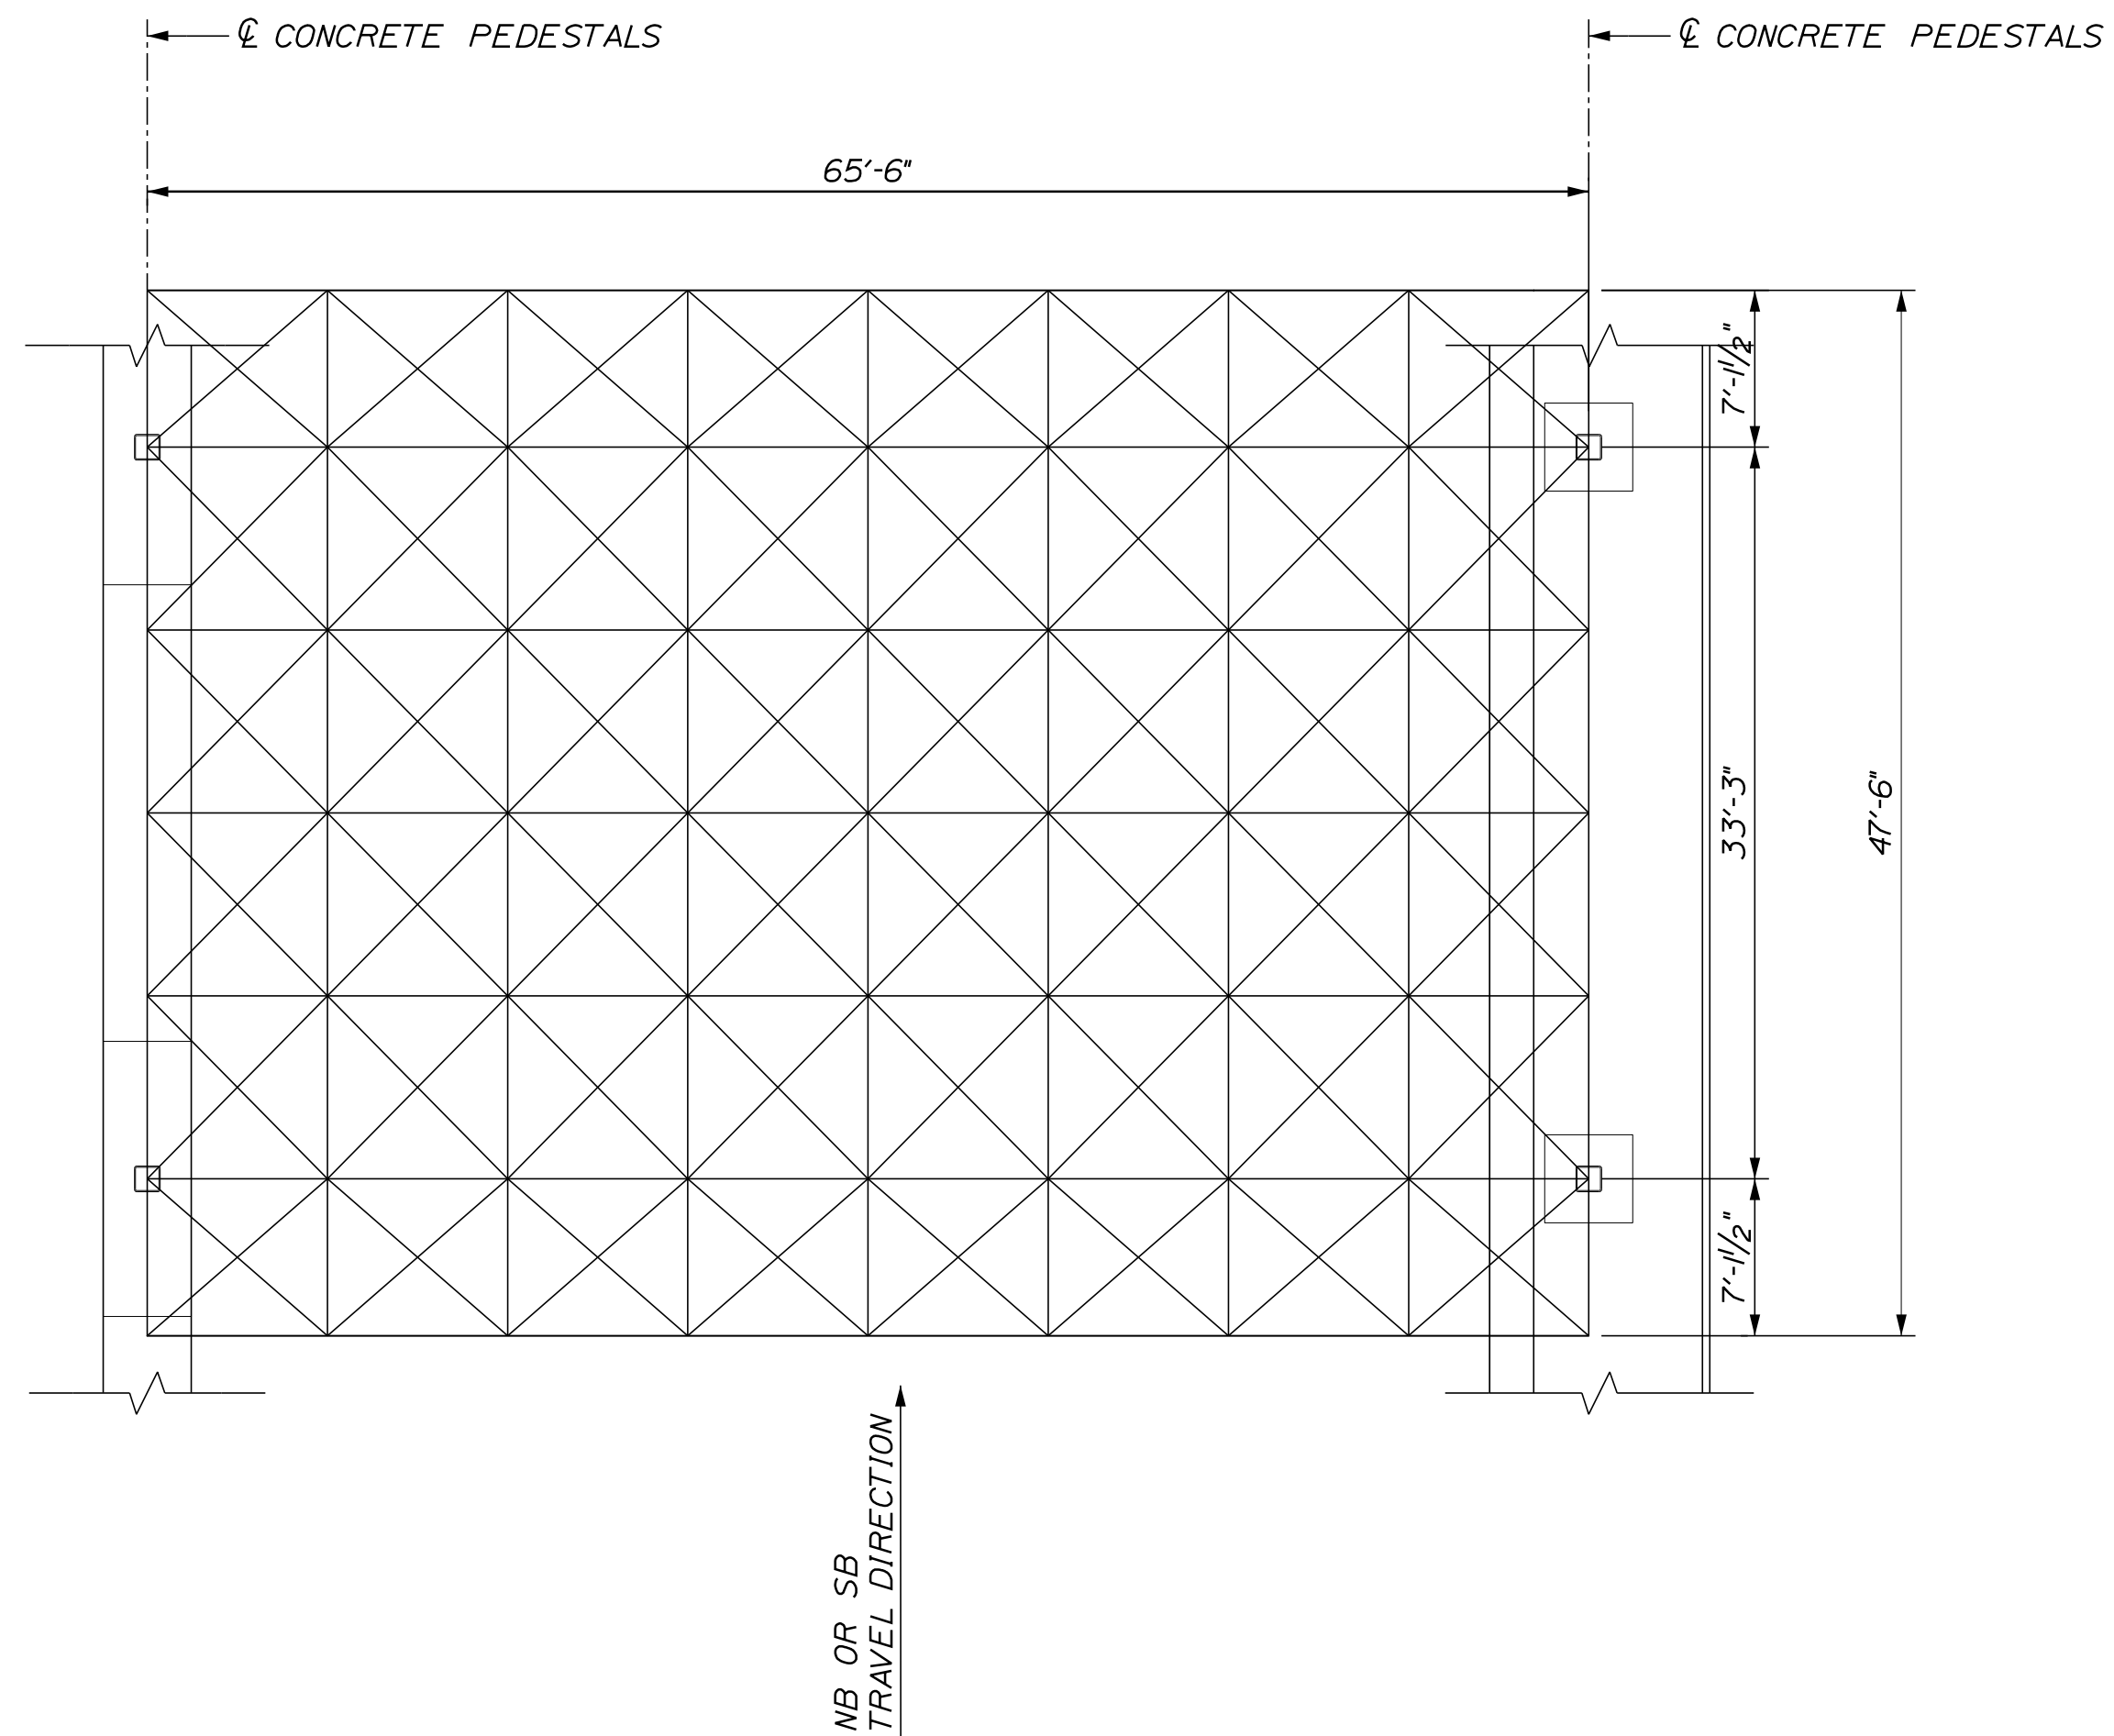 ℄ CONCRETE PEDESTALS
℄ CONCRETE PEDESTALS
65'-6"
7'-1½"
33'-3"
47'-6"
7'-1½"
NB OR SB
TRAVEL DIRECTION